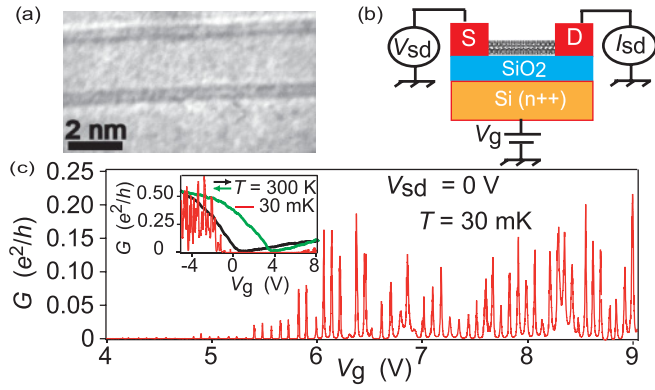 (a)
2 nm
(b)
S
D
Vsd
Isd
SiO2
Si (n++)
Vg
(c)
G (e²/h)
0.25
0.20
0.15
0.10
0.05
0
Vsd = 0 V
T = 30 mK
T = 300 K
30 mK
G (e²/h)
0.50
0.25
0.00
-4
0
4
8
Vg (V)
4
5
6
7
8
9
Vg (V)